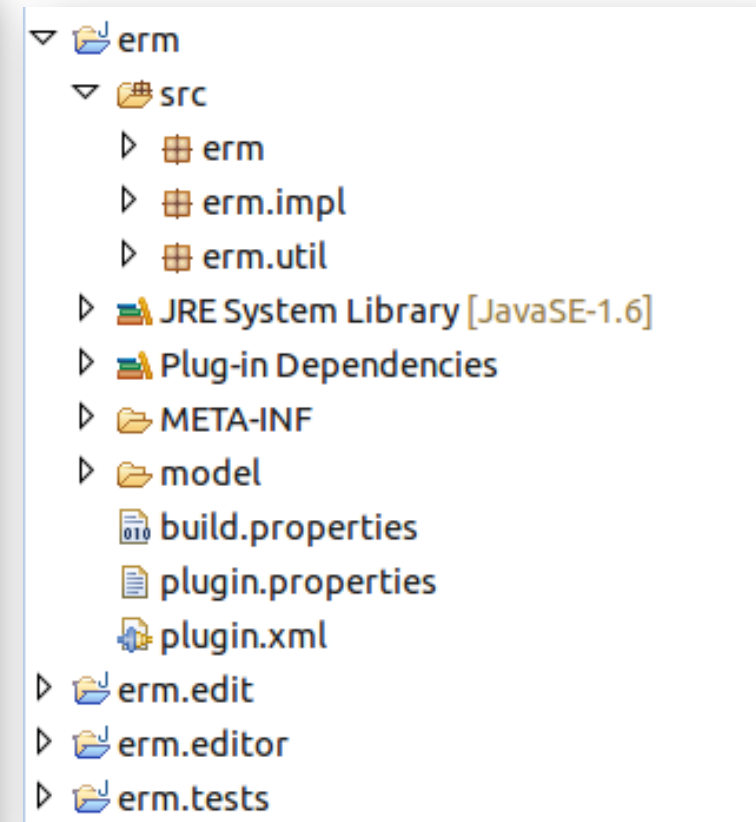 erm
src
erm
erm.impl
erm.util
JRE System Library [JavaSE-1.6]
Plug-in Dependencies
META-INF
model
build.properties
plugin.properties
plugin.xml
erm.edit
erm.editor
erm.tests